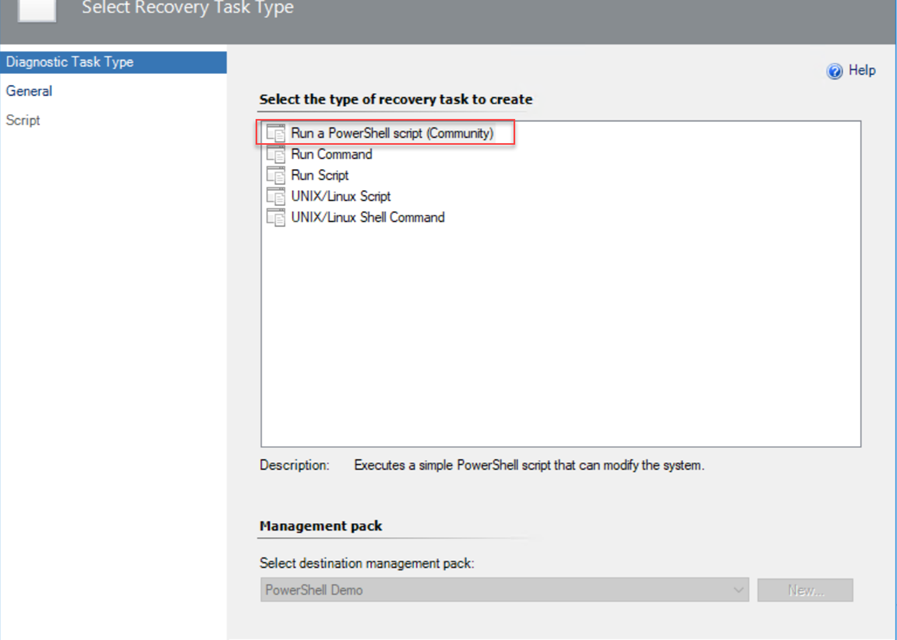 Select Recovery Task Type
Diagnostic Task Type
General
Script
Help
Select the type of recovery task to create
Run a PowerShell script (Community)
Run Command
Run Script
UNIX/Linux Script
UNIX/Linux Shell Command
Description: Executes a simple PowerShell script that can modify the system.
Management pack
Select destination management pack:
PowerShell Demo
New...